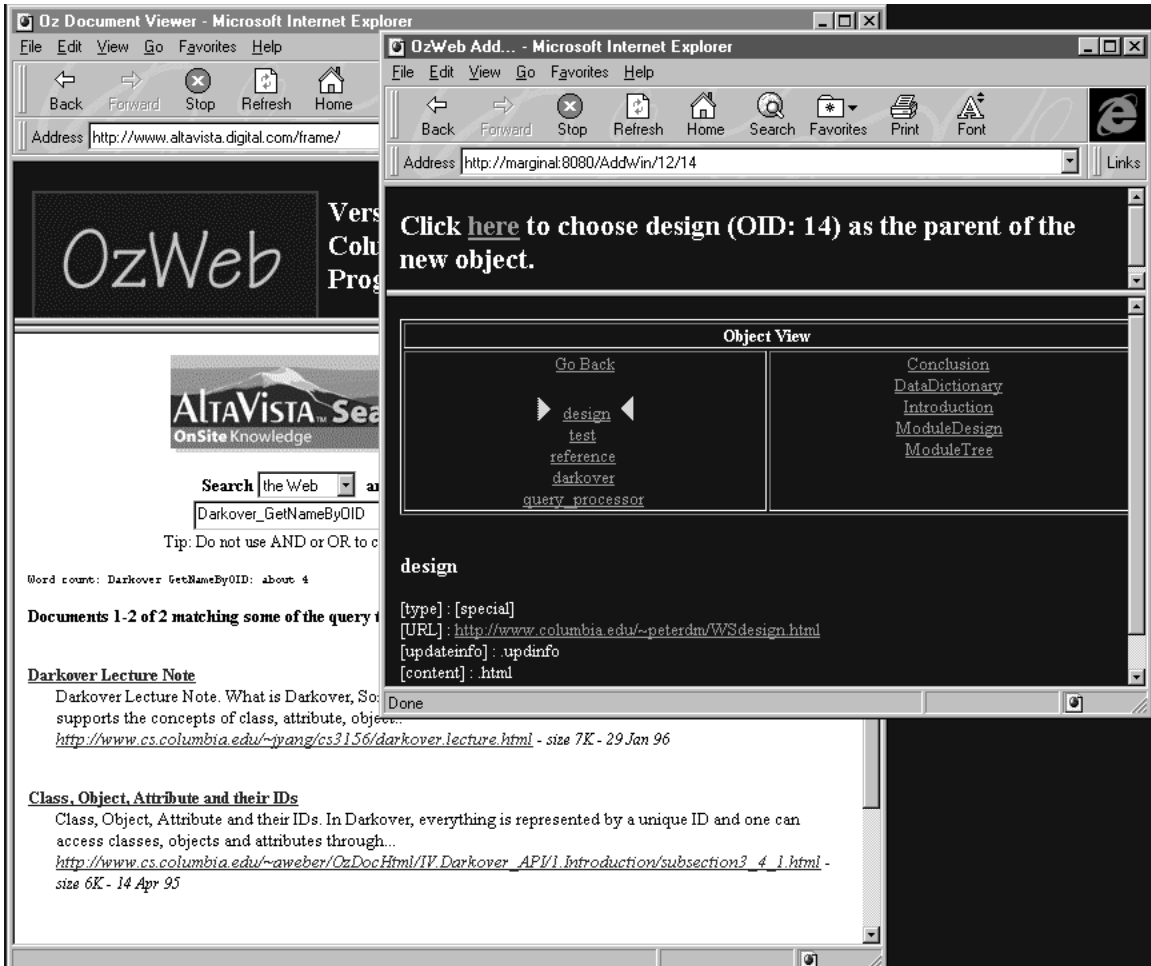 Oz Document Viewer - Microsoft Internet Explorer
File Edit View Go Favorites Help
Back Forward Stop Refresh Home
Address http://www.altavista.digital.com/frame/
OzWeb
Vers
Colu
Prog
ALTAVISTA™ Sea
OnSite Knowledge
Search the Web
Darkover_GetNameByOID
Tip: Do not use AND or OR to c
Word count: Darkover GetNameByOID: about 4
Documents 1-2 of 2 matching some of the query t
Darkover Lecture Note
Darkover Lecture Note. What is Darkover, So
supports the concepts of class, attribute, object..
http://www.cs.columbia.edu/~jyang/cs3156/darkover.lecture.html - size 7K - 29 Jan 96
Class, Object, Attribute and their IDs
Class, Object, Attribute and their IDs. In Darkover, everything is represented by a unique ID and one can
access classes, objects and attributes through...
http://www.cs.columbia.edu/~aweber/OzDocHtml/IV.Darkover_API/1.Introduction/subsection3_4_1.html -
size 6K - 14 Apr 95
OzWeb Add... - Microsoft Internet Explorer
File Edit View Go Favorites Help
Back Forward Stop Refresh Home Search Favorites Print Font
Address http://marginal:8080/AddWin/12/14 Links
Click here to choose design (OID: 14) as the parent of the
new object.
Object View
Go Back
design
test
reference
darkover
query_processor
Conclusion
DataDictionary
Introduction
ModuleDesign
ModuleTree
design
[type] : [special]
[URL] : http://www.columbia.edu/~peterdm/WSdesign.html
[updateinfo] : .updinfo
[content] : .html
Done